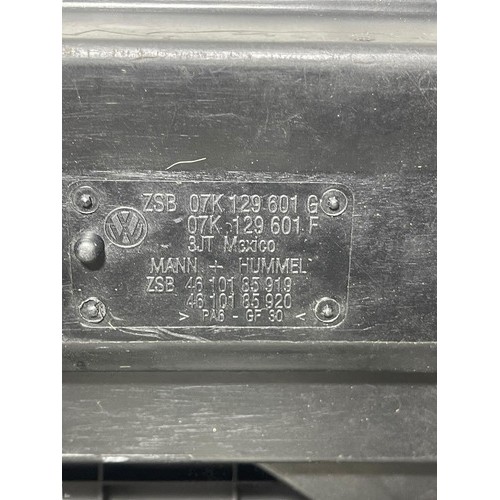 ZSB 07K 129 601 G
07K 129 601 F
3JT Mexico
MANN + HUMMEL
ZSB 46 101 85 919
46 101 85 920
> PA6 - GF 30 <